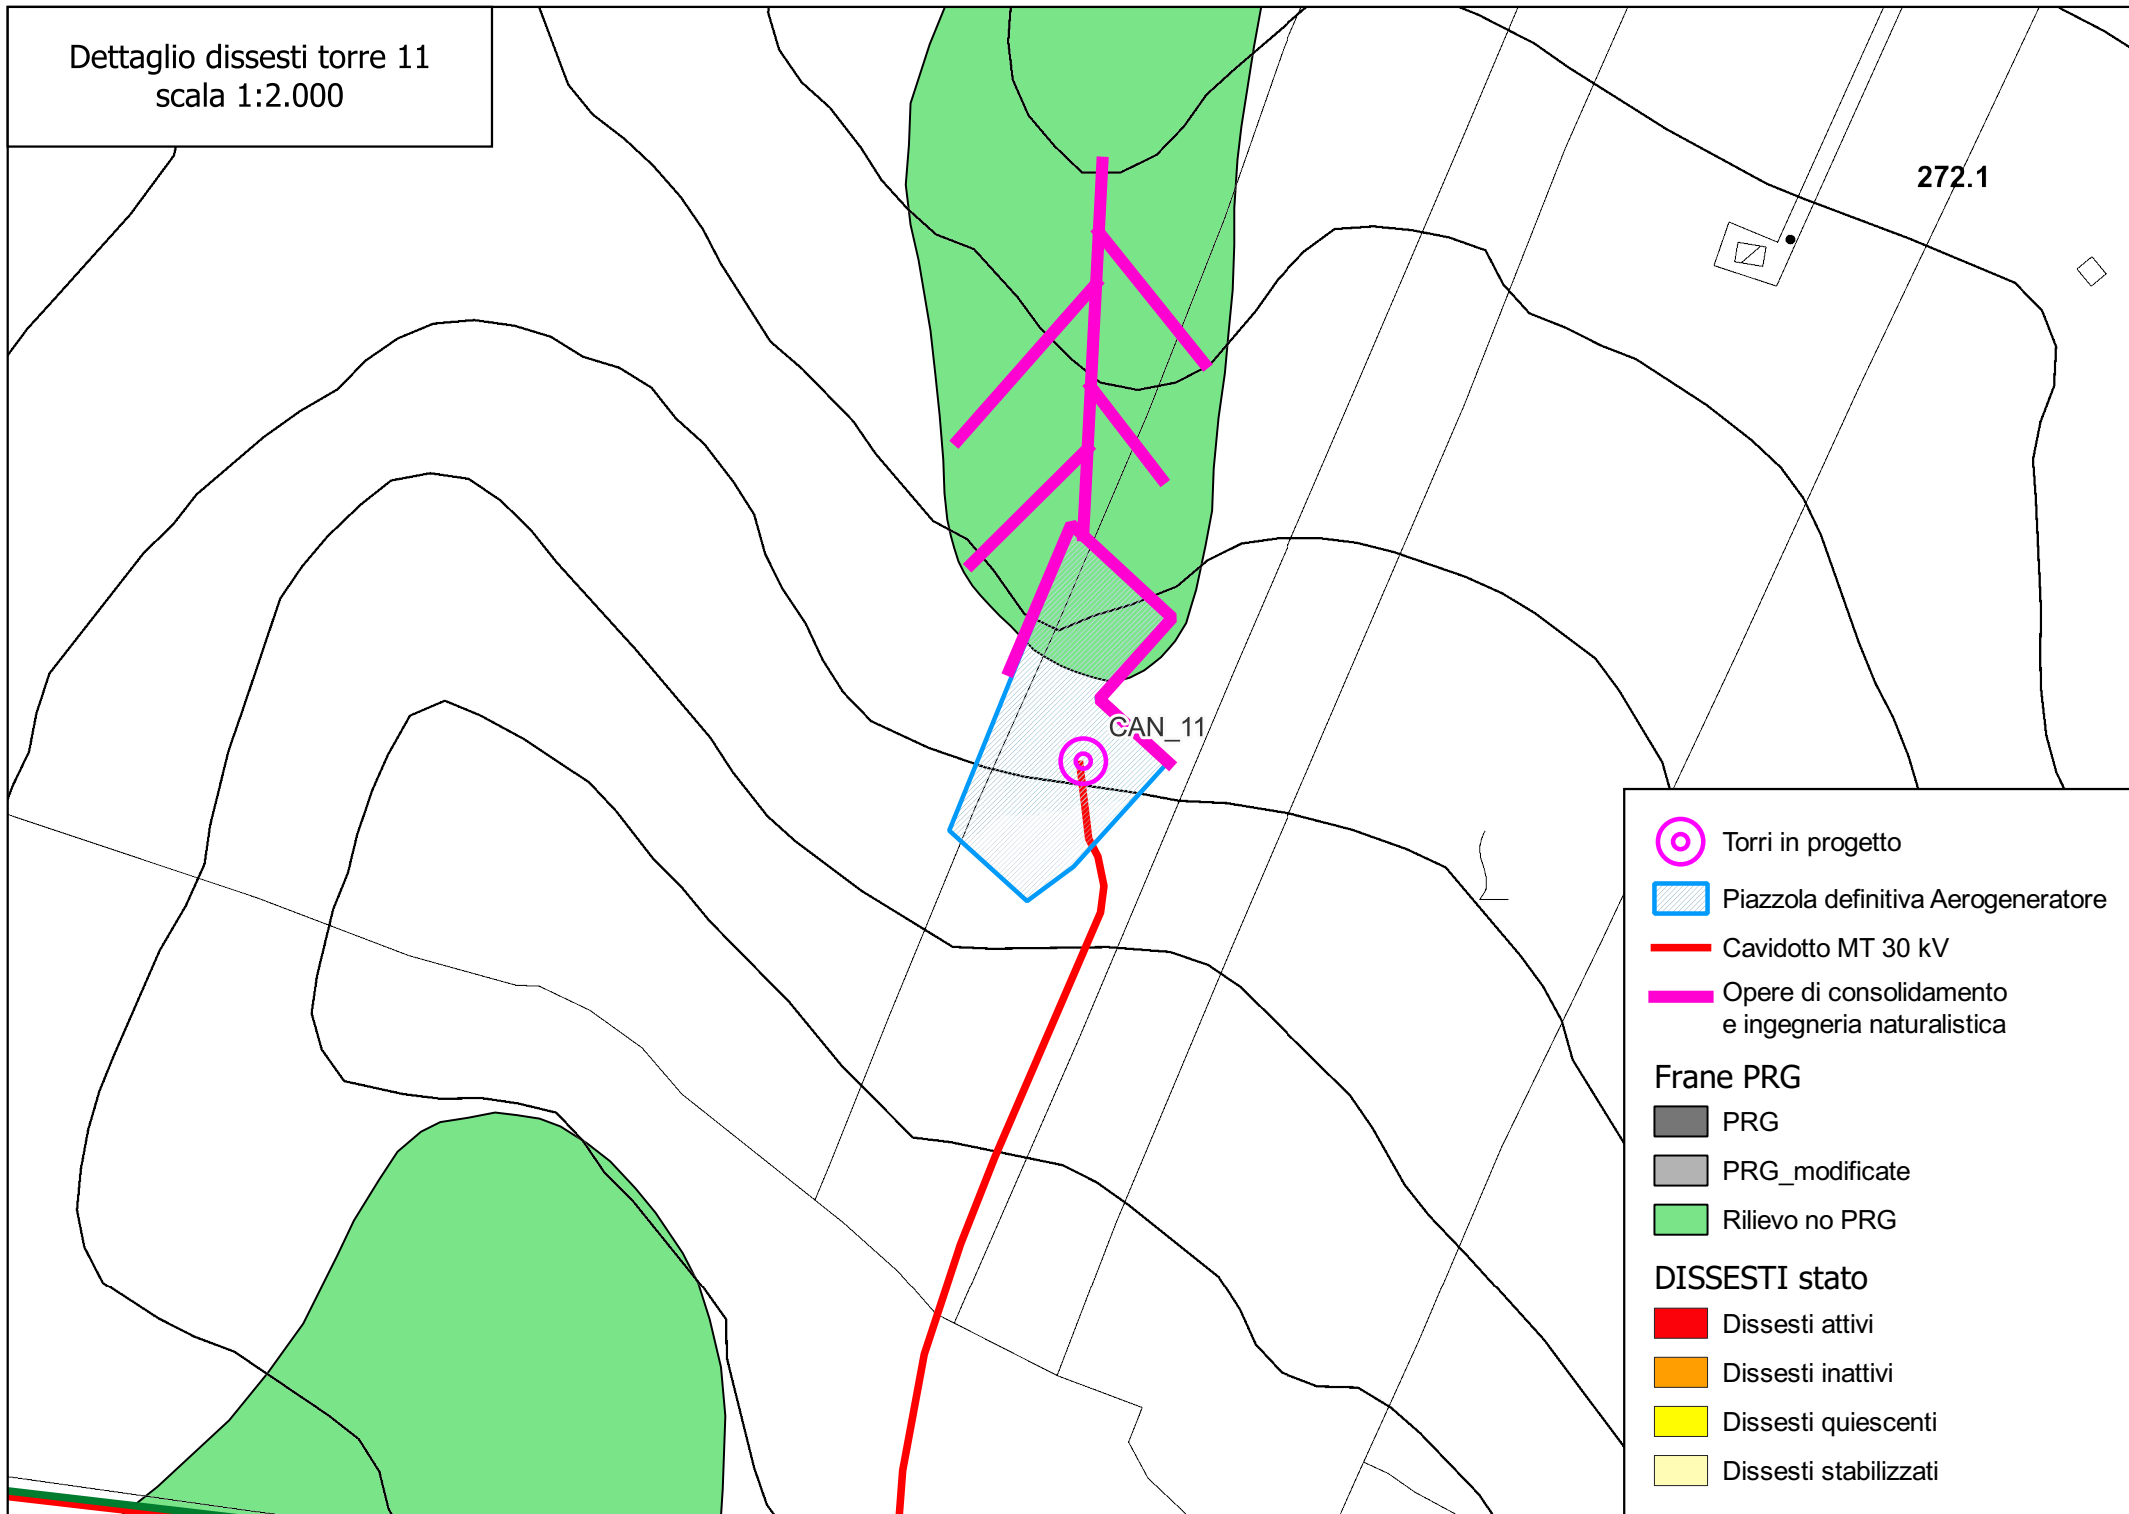 Dettaglio dissesti torre 11
scala 1:2.000
272.1
CAN_11
Torri in progetto
Piazzola definitiva Aerogeneratore
Cavidotto MT 30 kV
Opere di consolidamento
e ingegneria naturalistica
Frane PRG
PRG
PRG_modificate
Rilievo no PRG
DISSESTI stato
Dissesti attivi
Dissesti inattivi
Dissesti quiescenti
Dissesti stabilizzati